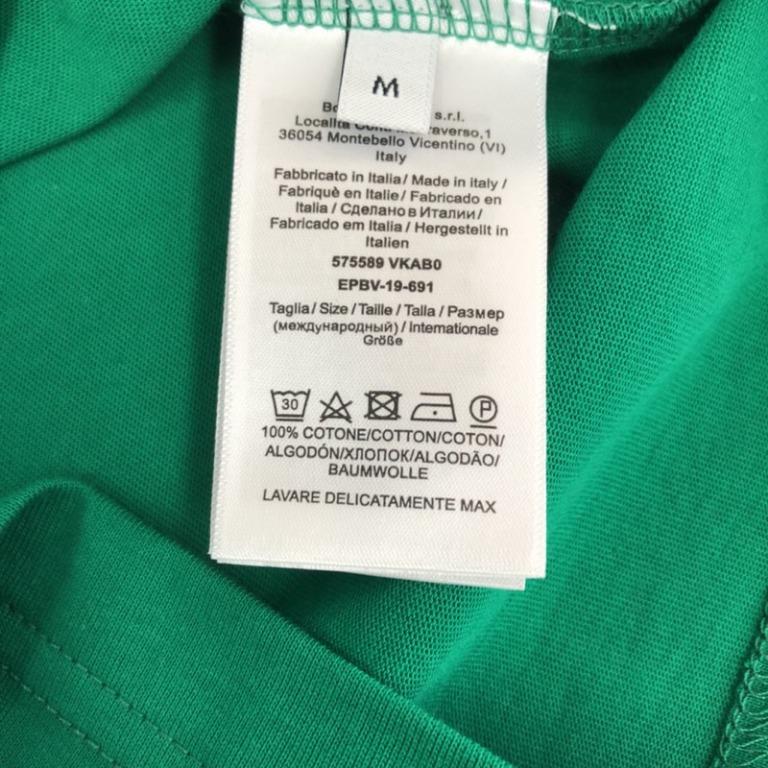 M
s.r.l.
Località raverso,1
36054 Montebello Vicentino (VI)
Italy
Fabbricato in Italia/ Made in italy /
Fabriquè en Italie/ Fabricado en
Italia / Сделано в Италии /
Fabricado em Italia / Hergestellt in
Italien
575589 VKAB0
EPBV-19-691
Taglia / Size / Taille / Talla / Размер
(международный) / Internationale
Größe
30
P
100% COTONE/COTTON/COTON/
ALGODÓN/ХЛОПОК/ALGODÃO/
BAUMWOLLE
LAVARE DELICATAMENTE MAX